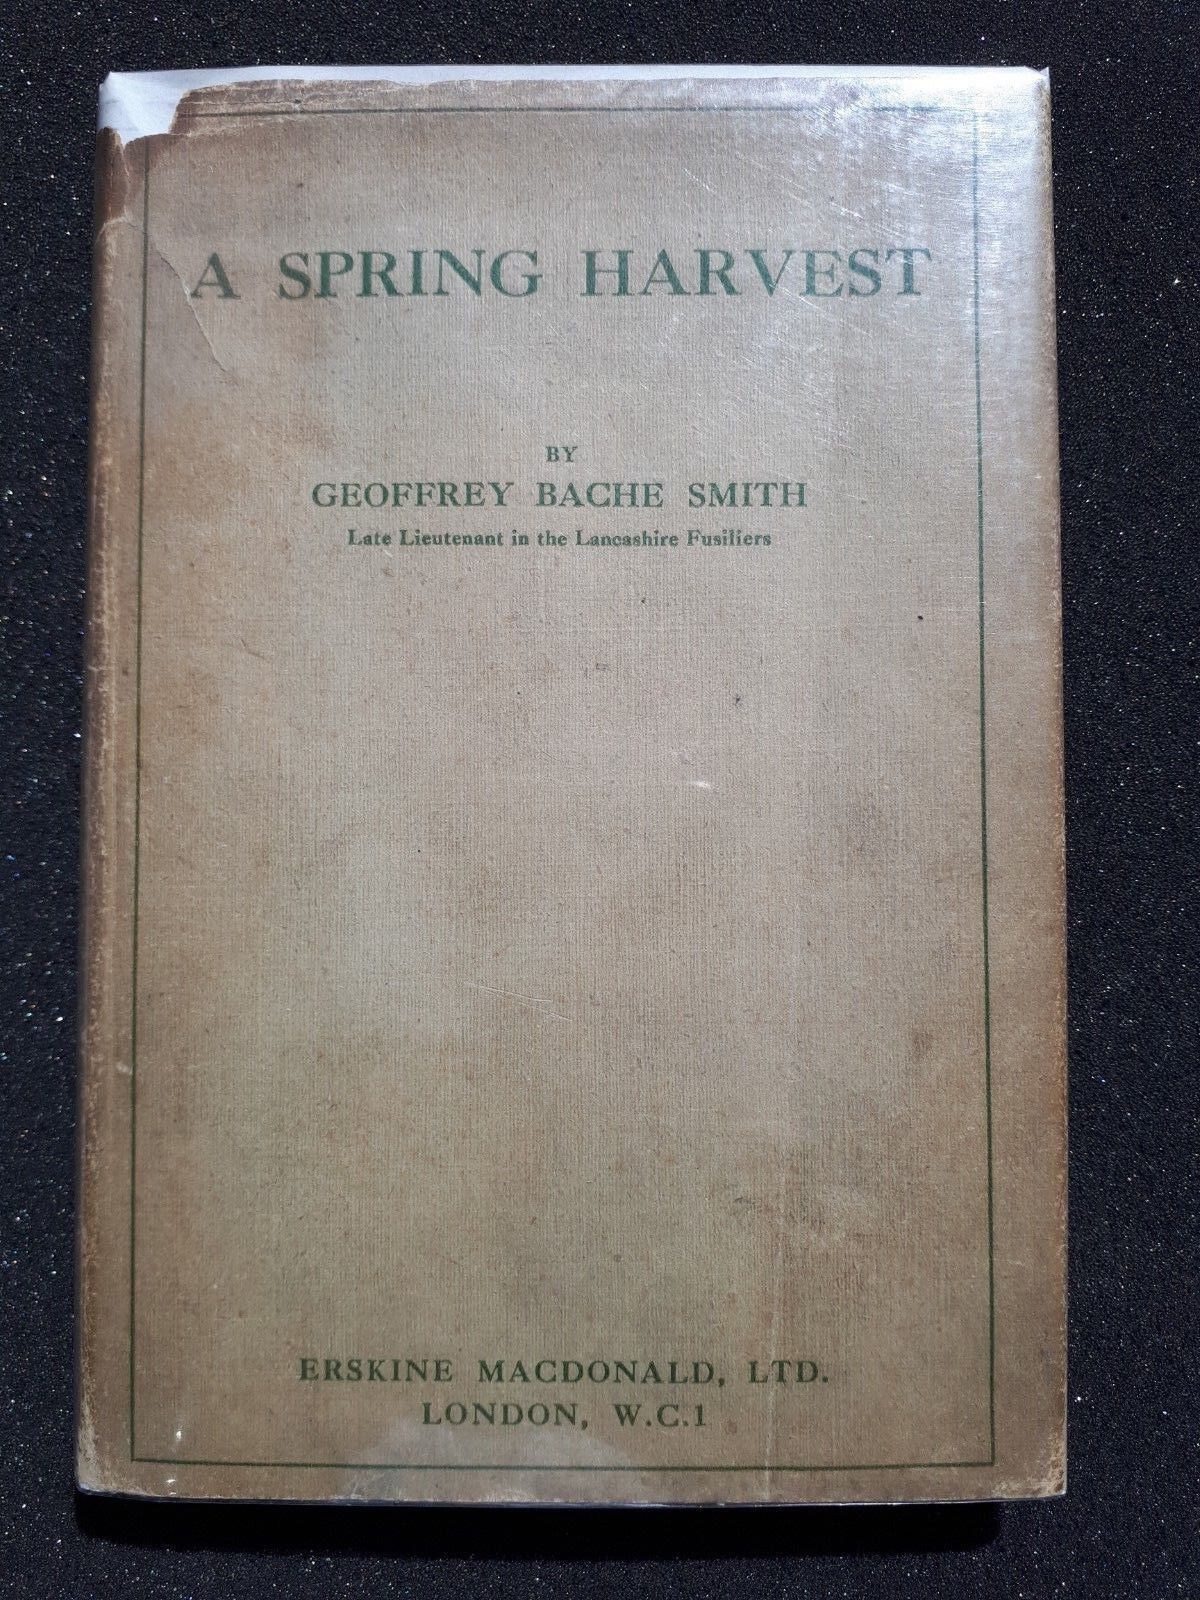 A SPRING HARVEST
BY
GEOFFREY BACHE SMITH
Late Lieutenant in the Lancashire Fusiliers
ERSKINE MACDONALD, LTD.
LONDON, W.C.1